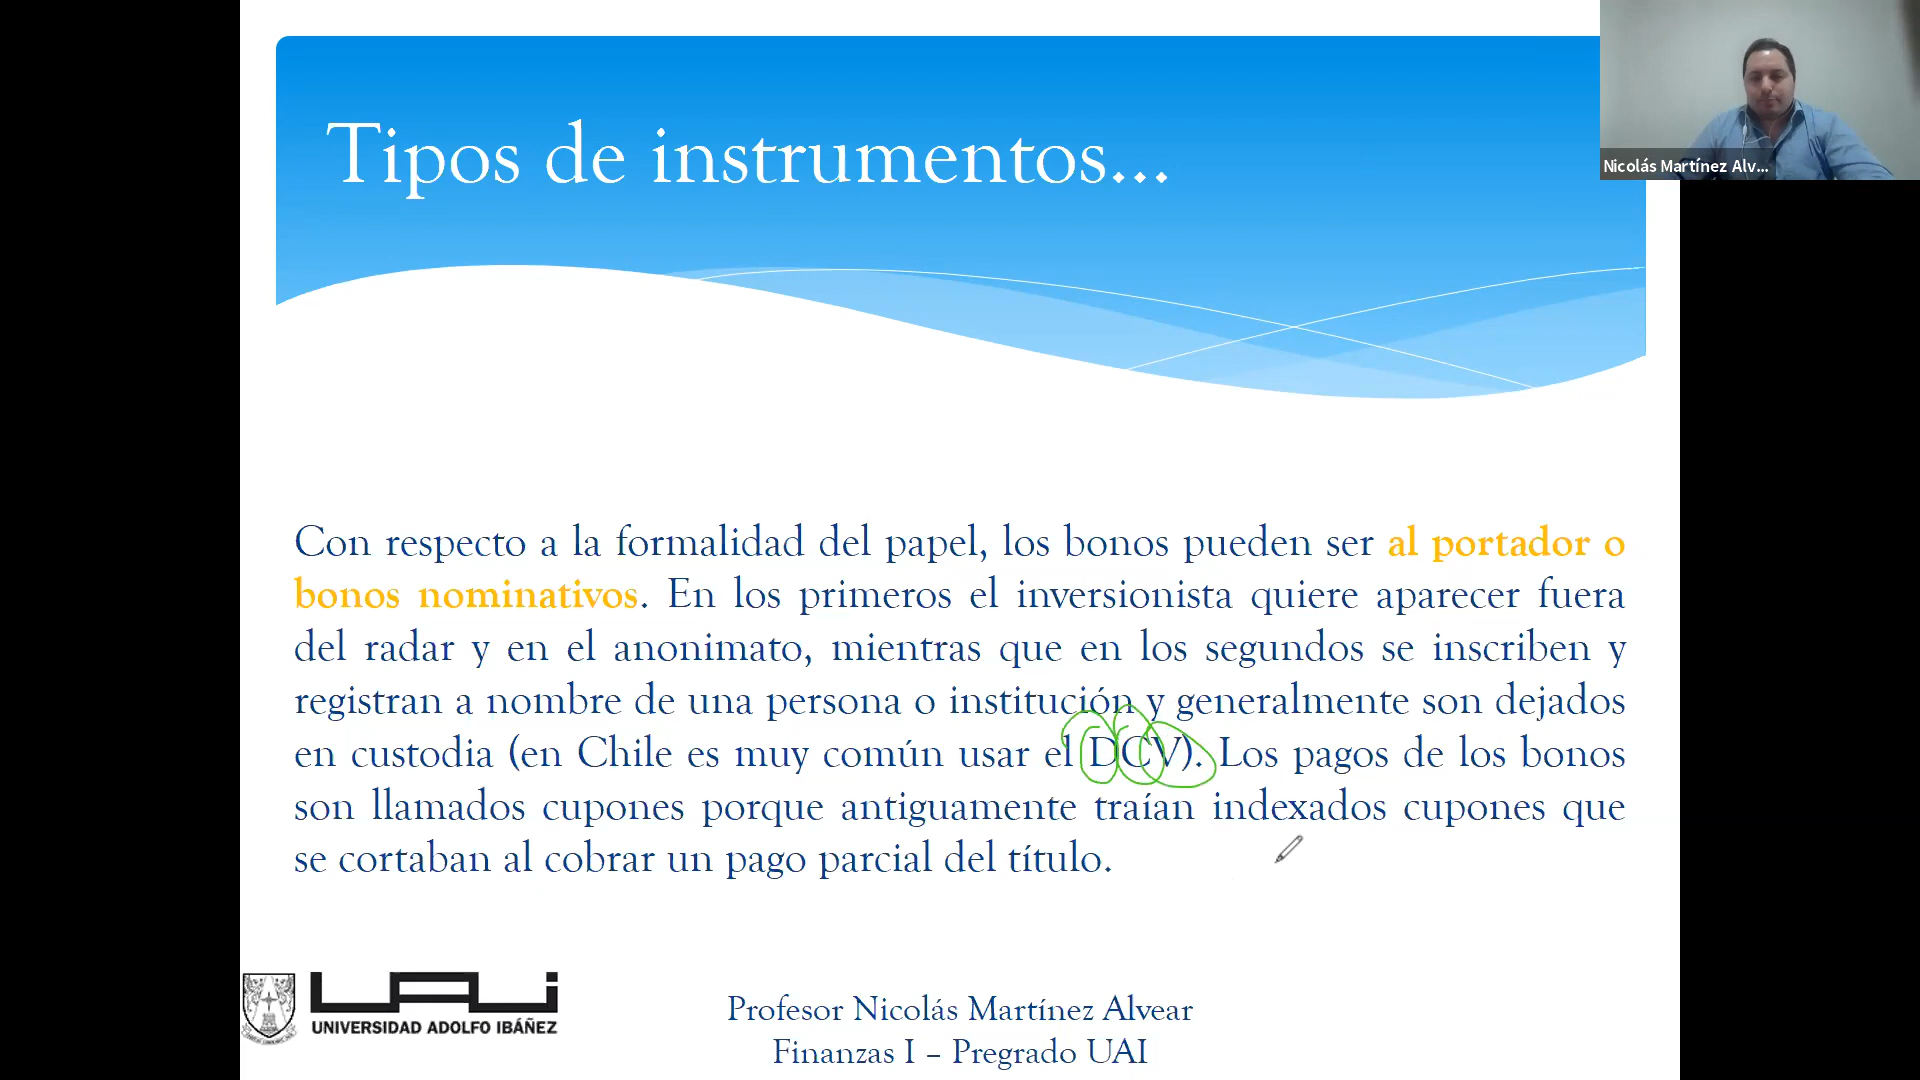 Tipos de instrumentos...
Nicolás Martínez Alv...
Con respecto a la formalidad del papel, los bonos pueden ser al portador o
bonos nominativos. En los primeros el inversionista quiere aparecer fuera
del radar y en el anonimato, mientras que en los segundos se inscriben y
registran a nombre de una persona o institución y generalmente son dejados
en custodia (en Chile es muy común usar el DCV). Los pagos de los bonos
son llamados cupones porque antiguamente traían indexados cupones que
se cortaban al cobrar un pago parcial del título.
UAi
UNIVERSIDAD ADOLFO IBÁÑEZ
Profesor Nicolás Martínez Alvear
Finanzas I – Pregrado UAI